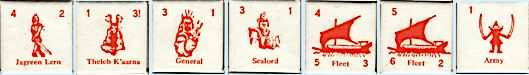 4 2
Jagreen Lern
1 3
Theleb K'aarna!
3 1
General
3 1
Sealord
4
5 Fleet 3
5
6 Fleet 2
1
Army